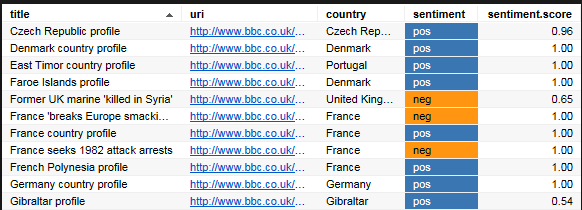 title uri country sentiment sentiment.score
Czech Republic profile http://www.bbc.co.uk/… Czech Rep… pos 0.96
Denmark country profile http://www.bbc.co.uk/… Denmark pos 1.00
East Timor country profile http://www.bbc.co.uk/… Portugal pos 1.00
Faroe Islands profile http://www.bbc.co.uk/… Denmark pos 1.00
Former UK marine 'killed in Syria' http://www.bbc.co.uk/… United King… neg 0.65
France 'breaks Europe smacki… http://www.bbc.co.uk/… France neg 1.00
France country profile http://www.bbc.co.uk/… France pos 1.00
France seeks 1982 attack arrests http://www.bbc.co.uk/… France neg 1.00
French Polynesia profile http://www.bbc.co.uk/… France pos 1.00
Germany country profile http://www.bbc.co.uk/… Germany pos 1.00
Gibraltar profile http://www.bbc.co.uk/… Gibraltar pos 0.54